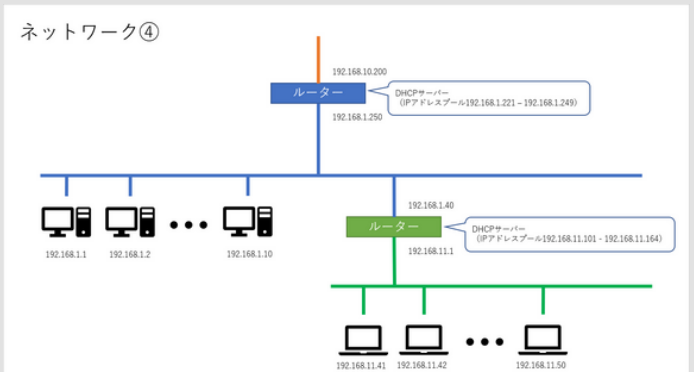 ネットワーク④
192.168.10.200
ルーター
DHCPサーバー
（IPアドレスプール192.168.1.221 – 192.168.1.249）
192.168.1.250
192.168.1.40
ルーター
DHCPサーバー
（IPアドレスプール192.168.11.101 - 192.168.11.164）
192.168.11.1
192.168.1.1
192.168.1.2
192.168.1.10
192.168.11.41
192.168.11.42
192.168.11.50